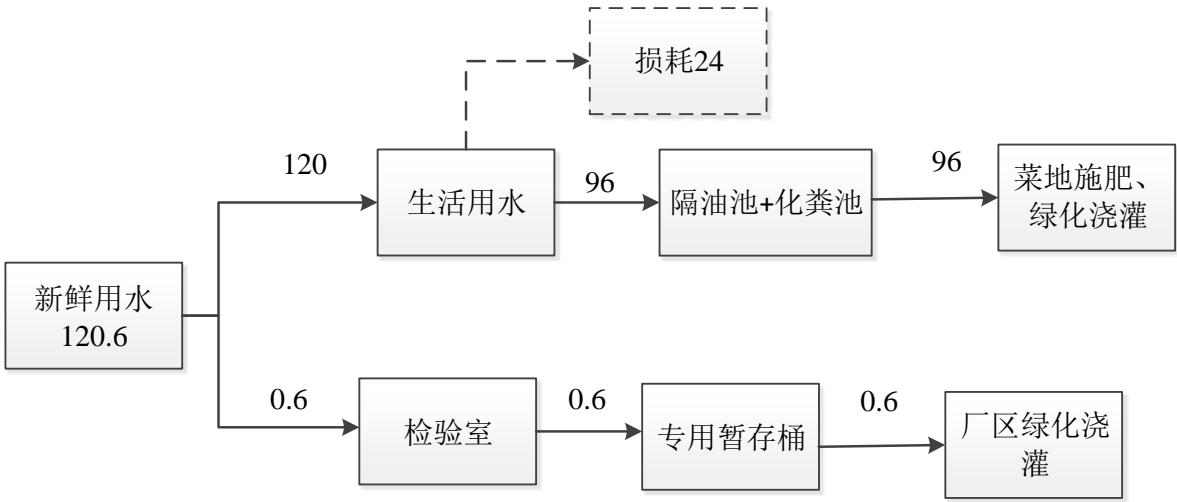 损耗24
120
生活用水
96
隔油池+化粪池
96
菜地施肥、
绿化浇灌
新鲜用水
120.6
0.6
检验室
0.6
专用暂存桶
0.6
厂区绿化浇
灌